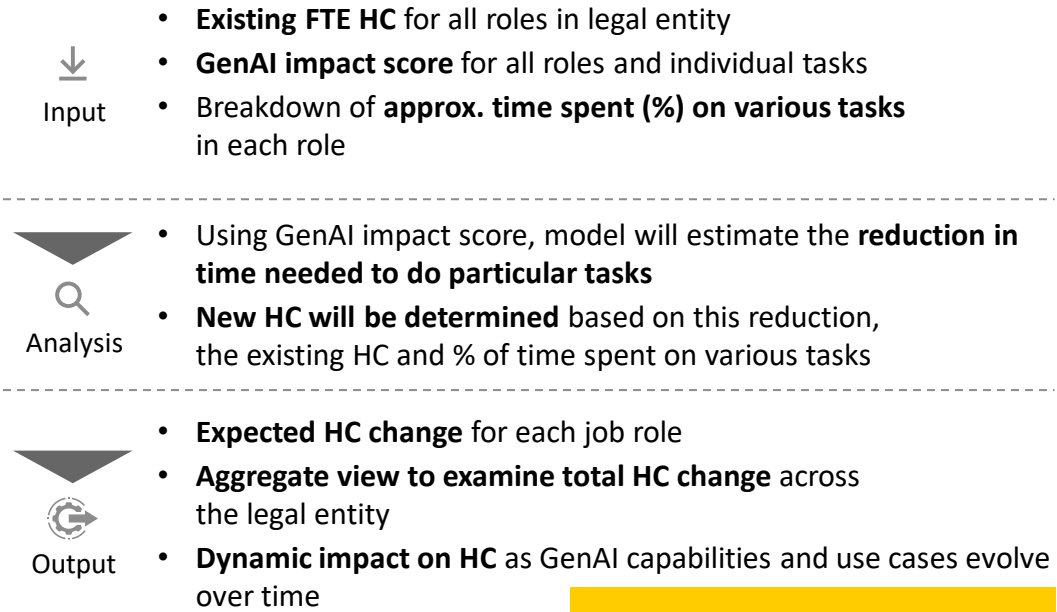 • Existing FTE HC for all roles in legal entity
• GenAI impact score for all roles and individual tasks
Input
• Breakdown of approx. time spent (%) on various tasks
in each role
• Using GenAI impact score, model will estimate the reduction in
time needed to do particular tasks
Analysis
• New HC will be determined based on this reduction,
the existing HC and % of time spent on various tasks
• Expected HC change for each job role
• Aggregate view to examine total HC change across
the legal entity
Output
• Dynamic impact on HC as GenAI capabilities and use cases evolve
over time